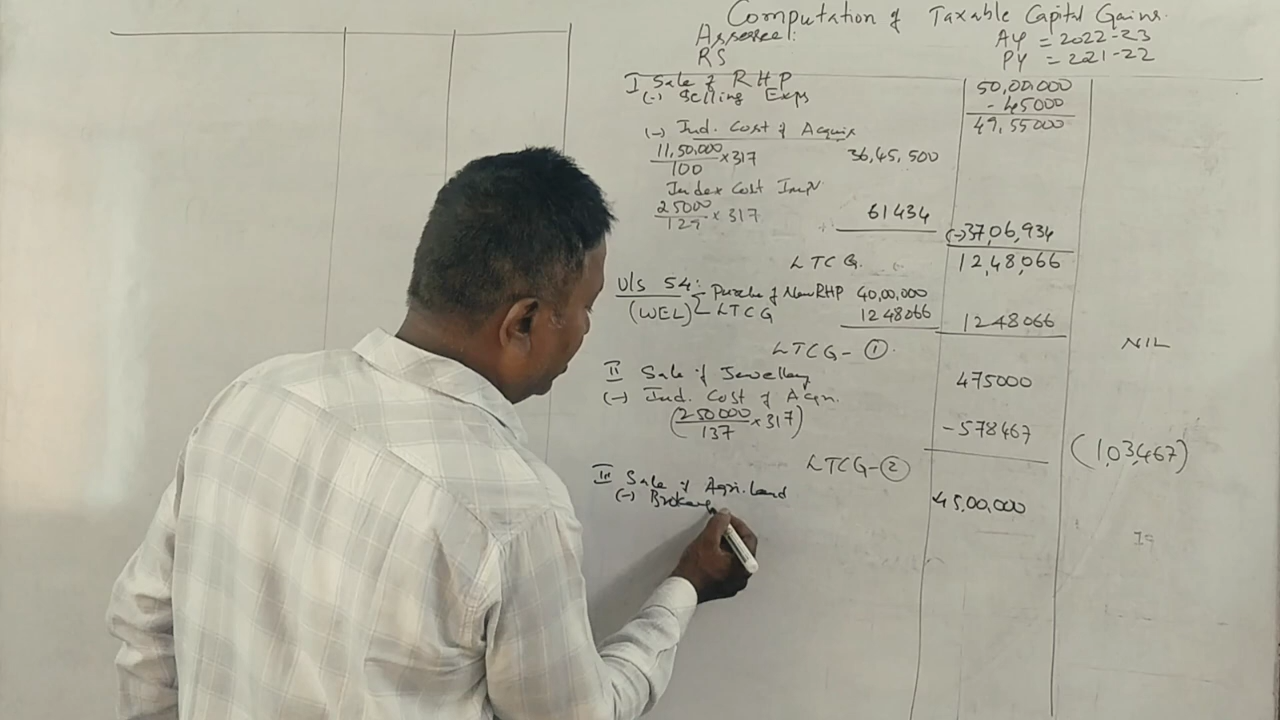 Computation of Taxable Capital Gains.
Assessee:
AY = 2022-23
RS
PY = 2021-22
I Sale of RHP 50,00,000
(-) Selling Exps - 45000
49,55000
(-) Ind. Cost of Acquis
11,50,000/100 × 317 36,45,500
Index Cost Impv
25000/129 × 317 61434
(-) 37,06,934
LTCG. 12,48,066
U/S 54: Purchase of New RHP 40,00,000
(WEL) LTCG 1248066 1248066
LTCG - ① NIL
II Sale of Jewellery 475000
(-) Ind. Cost of Acqn.
(250000/137 × 317) - 578467
LTCG - ② (1,03,467)
III Sale of Agri. Land 45,00,000
(-) Brokerag